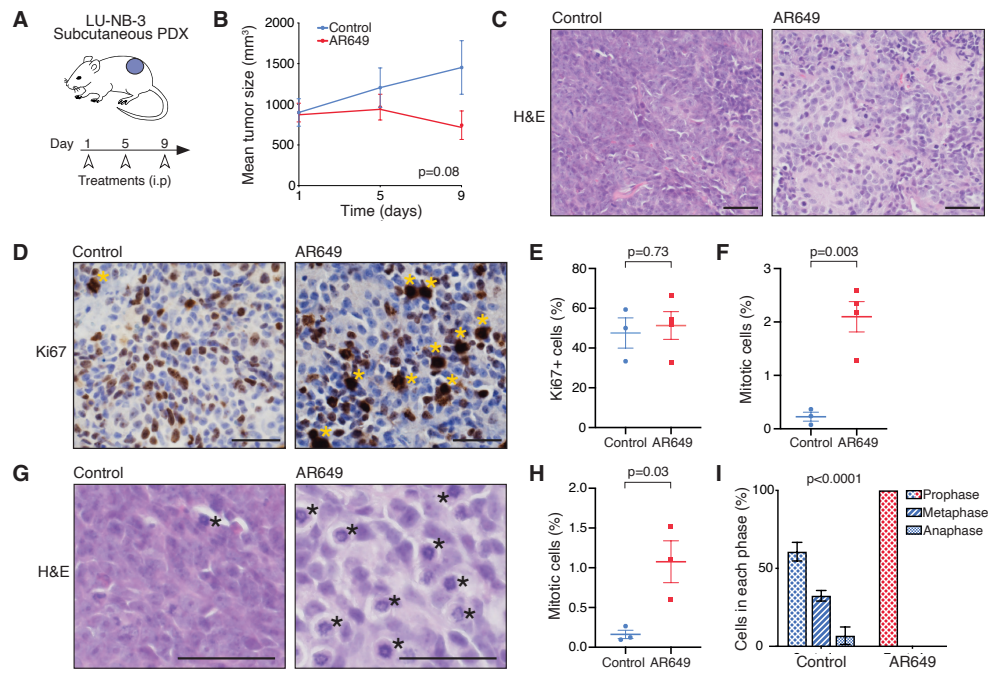 A
LU-NB-3
Subcutaneous PDX
Day 1 5 9
Treatments (i.p)
B
Mean tumor size (mm³)
2000
1500
1000
500
0
1 5 9
Time (days)
Control
AR649
p=0.08
C
Control AR649
H&E
D
Control AR649
Ki67
* * * * * * * * * *
E
p=0.73
Ki67+ cells (%)
80
60
40
20
0
Control AR649
F
p=0.003
Mitotic cells (%)
3
2
1
0
Control AR649
G
Control AR649
H&E
* * * * * * * * *
H
p=0.03
Mitotic cells (%)
2.0
1.5
1.0
0.5
0.0
Control AR649
I
p<0.0001
Cells in each phase (%)
100
50
0
Prophase
Metaphase
Anaphase
Control AR649